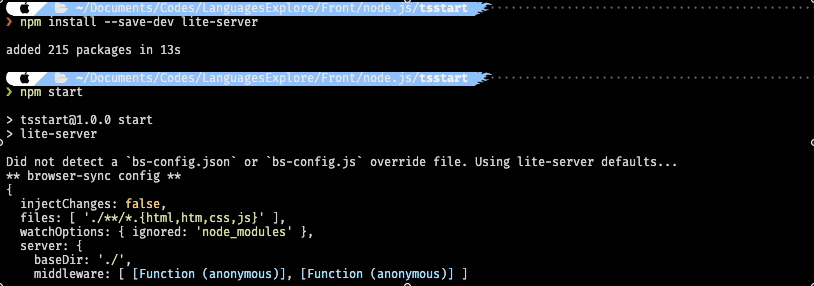 ~/Documents/Codes/LanguagesExplore/Front/node.js/tsstart
❯ npm install --save-dev lite-server
added 215 packages in 13s
~/Documents/Codes/LanguagesExplore/Front/node.js/tsstart
❯ npm start
> tsstart@1.0.0 start
> lite-server
Did not detect a `bs-config.json` or `bs-config.js` override file. Using lite-server defaults...
** browser-sync config **
{
  injectChanges: false,
  files: [ './**/*.{html,htm,css,js}' ],
  watchOptions: { ignored: 'node_modules' },
  server: {
    baseDir: './',
    middleware: [ [Function (anonymous)], [Function (anonymous)] ]